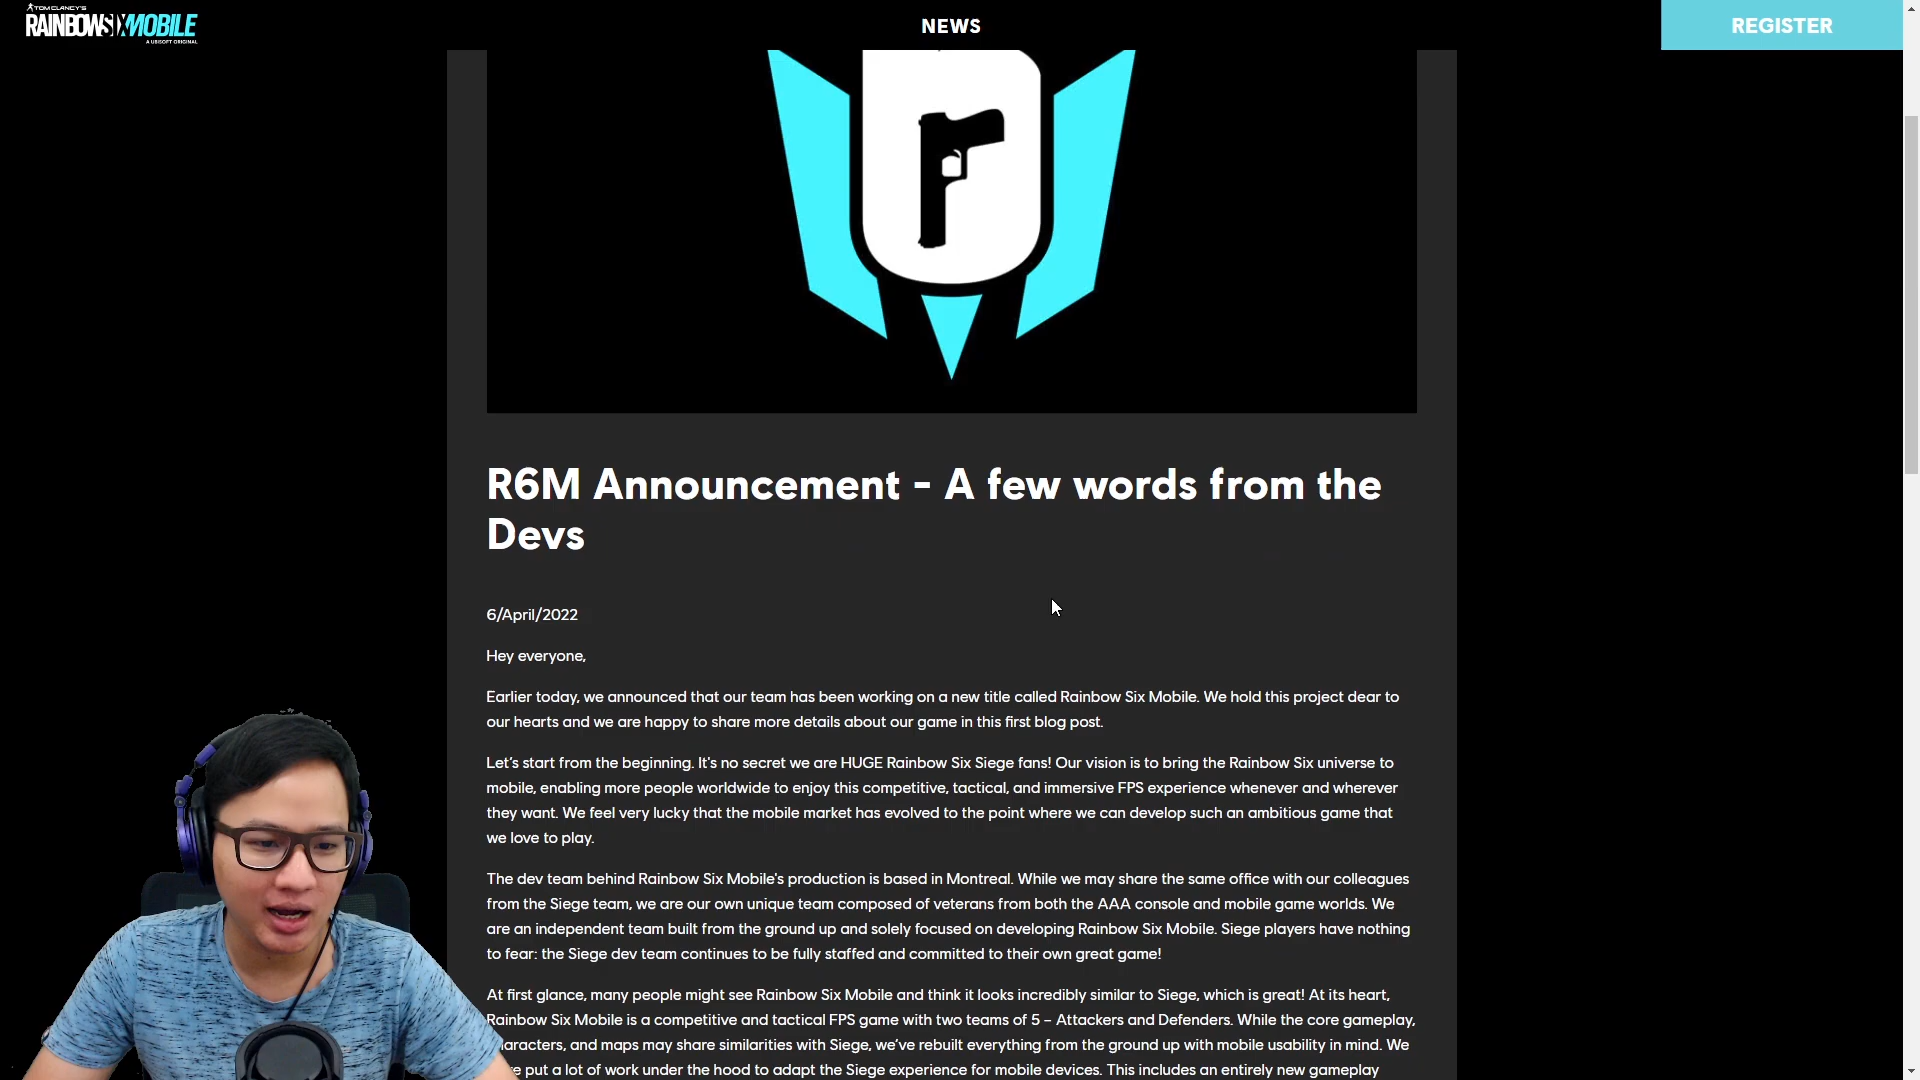 TOM CLANCY'S
RAINBOWSIXMOBILE
A UBISOFT ORIGINAL
NEWS
REGISTER
R6M Announcement - A few words from the
Devs
6/April/2022
Hey everyone,
Earlier today, we announced that our team has been working on a new title called Rainbow Six Mobile. We hold this project dear to
our hearts and we are happy to share more details about our game in this first blog post.
Let's start from the beginning. It's no secret we are HUGE Rainbow Six Siege fans! Our vision is to bring the Rainbow Six universe to
mobile, enabling more people worldwide to enjoy this competitive, tactical, and immersive FPS experience whenever and wherever
they want. We feel very lucky that the mobile market has evolved to the point where we can develop such an ambitious game that
we love to play.
The dev team behind Rainbow Six Mobile's production is based in Montreal. While we may share the same office with our colleagues
from the Siege team, we are our own unique team composed of veterans from both the AAA console and mobile game worlds. We
are an independent team built from the ground up and solely focused on developing Rainbow Six Mobile. Siege players have nothing
to fear: the Siege dev team continues to be fully staffed and committed to their own great game!
At first glance, many people might see Rainbow Six Mobile and think it looks incredibly similar to Siege, which is great! At its heart,
Rainbow Six Mobile is a competitive and tactical FPS game with two teams of 5 – Attackers and Defenders. While the core gameplay,
aracters, and maps may share similarities with Siege, we've rebuilt everything from the ground up with mobile usability in mind. We
put a lot of work under the hood to adapt the Siege experience for mobile devices. This includes an entirely new gameplay